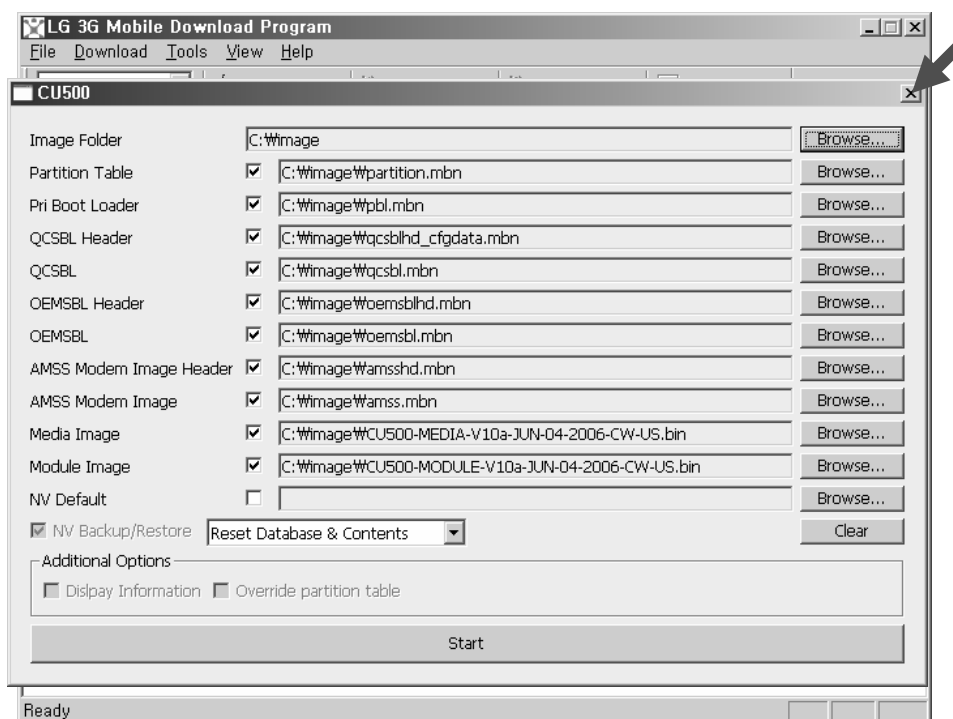 LG 3G Mobile Download Program
File Download Tools View Help
CU500
Image Folder C:₩image Browse...
Partition Table C:₩image₩partition.mbn Browse...
Pri Boot Loader C:₩image₩pbl.mbn Browse...
QCSBL Header C:₩image₩qcsblhd_cfgdata.mbn Browse...
QCSBL C:₩image₩qcsbl.mbn Browse...
OEMSBL Header C:₩image₩oemsblhd.mbn Browse...
OEMSBL C:₩image₩oemsbl.mbn Browse...
AMSS Modem Image Header C:₩image₩amsshd.mbn Browse...
AMSS Modem Image C:₩image₩amss.mbn Browse...
Media Image C:₩image₩CU500-MEDIA-V10a-JUN-04-2006-CW-US.bin Browse...
Module Image C:₩image₩CU500-MODULE-V10a-JUN-04-2006-CW-US.bin Browse...
NV Default Browse...
NV Backup/Restore Reset Database & Contents Clear
Additional Options
Dislpay Information Override partition table
Start
Ready